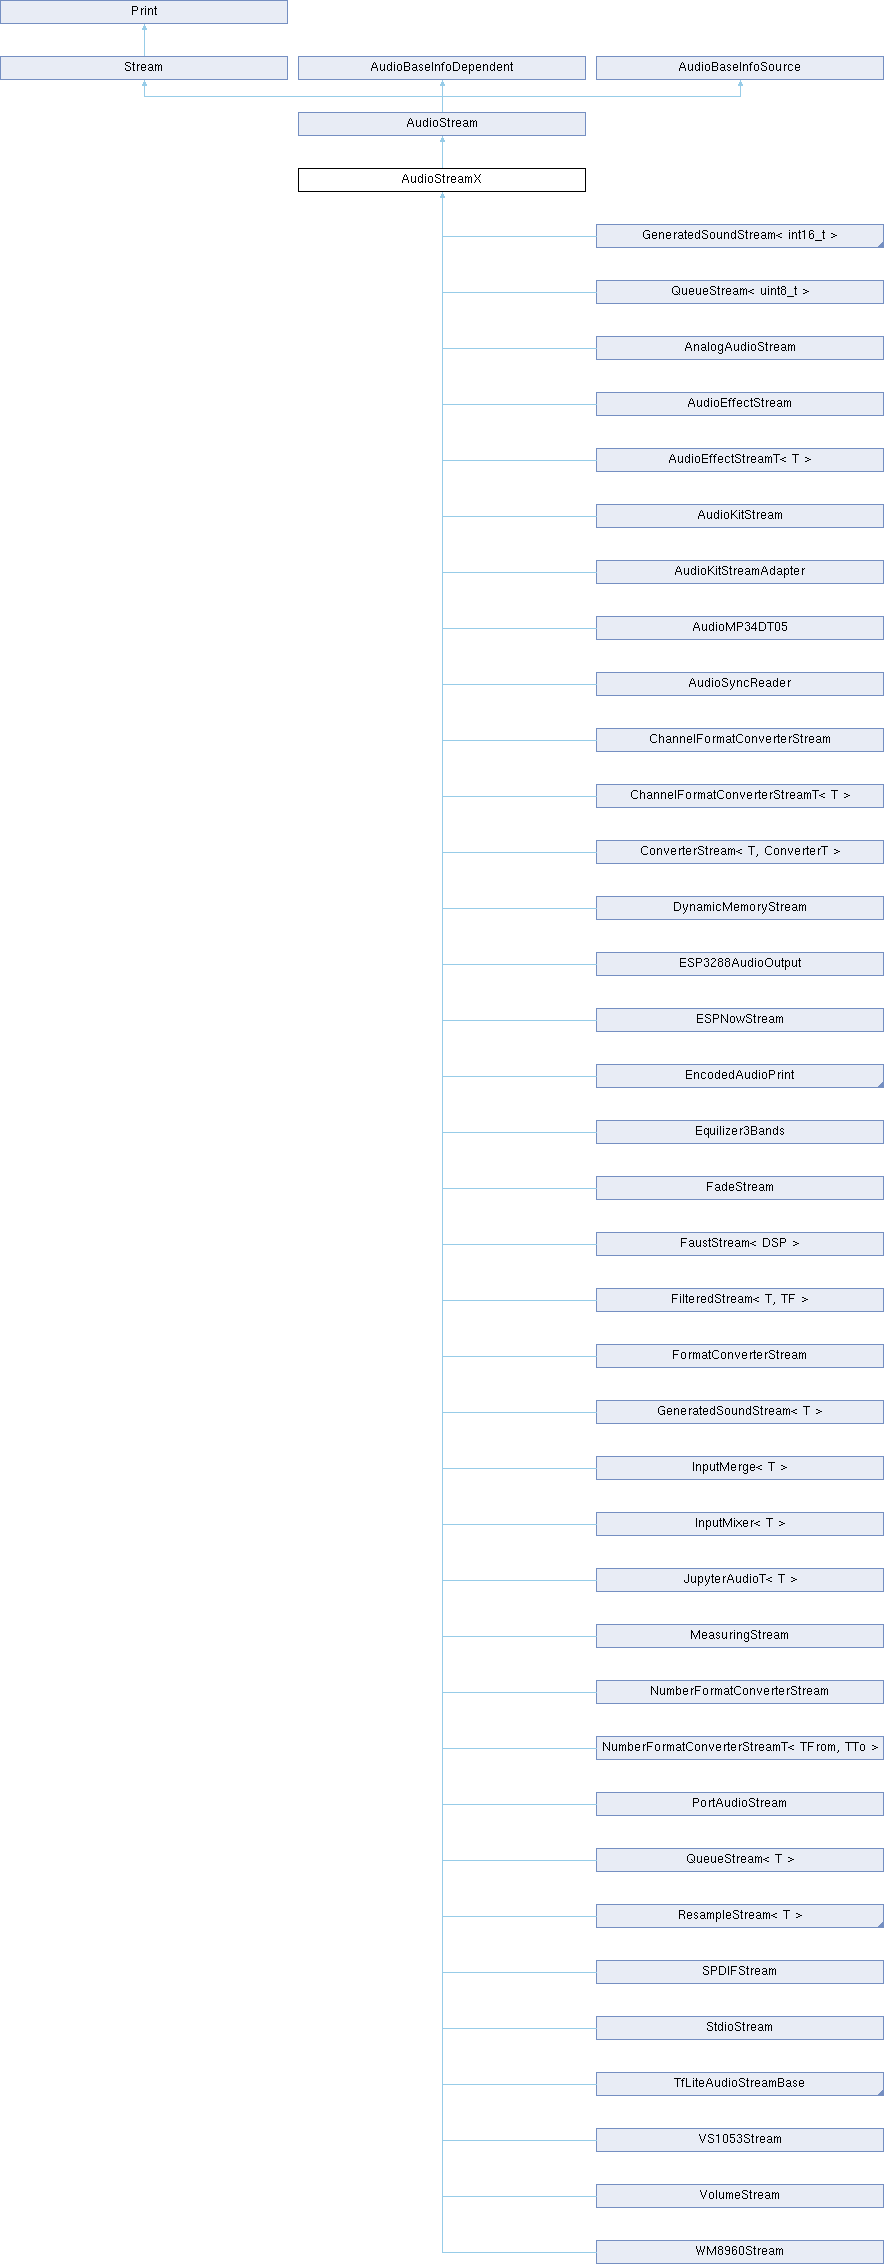 Print
Stream
AudioBaseInfoDependent
AudioBaseInfoSource
AudioStream
AudioStreamX
GeneratedSoundStream< int16_t >
QueueStream< uint8_t >
AnalogAudioStream
AudioEffectStream
AudioEffectStreamT< T >
AudioKitStream
AudioKitStreamAdapter
AudioMP34DT05
AudioSyncReader
ChannelFormatConverterStream
ChannelFormatConverterStreamT< T >
ConverterStream< T, ConverterT >
DynamicMemoryStream
ESP3288AudioOutput
ESPNowStream
EncodedAudioPrint
Equilizer3Bands
FadeStream
FaustStream< DSP >
FilteredStream< T, TF >
FormatConverterStream
GeneratedSoundStream< T >
InputMerge< T >
InputMixer< T >
JupyterAudioT< T >
MeasuringStream
NumberFormatConverterStream
NumberFormatConverterStreamT< TFrom, TTo >
PortAudioStream
QueueStream< T >
ResampleStream< T >
SPDIFStream
StdioStream
TfLiteAudioStreamBase
VS1053Stream
VolumeStream
WM8960Stream